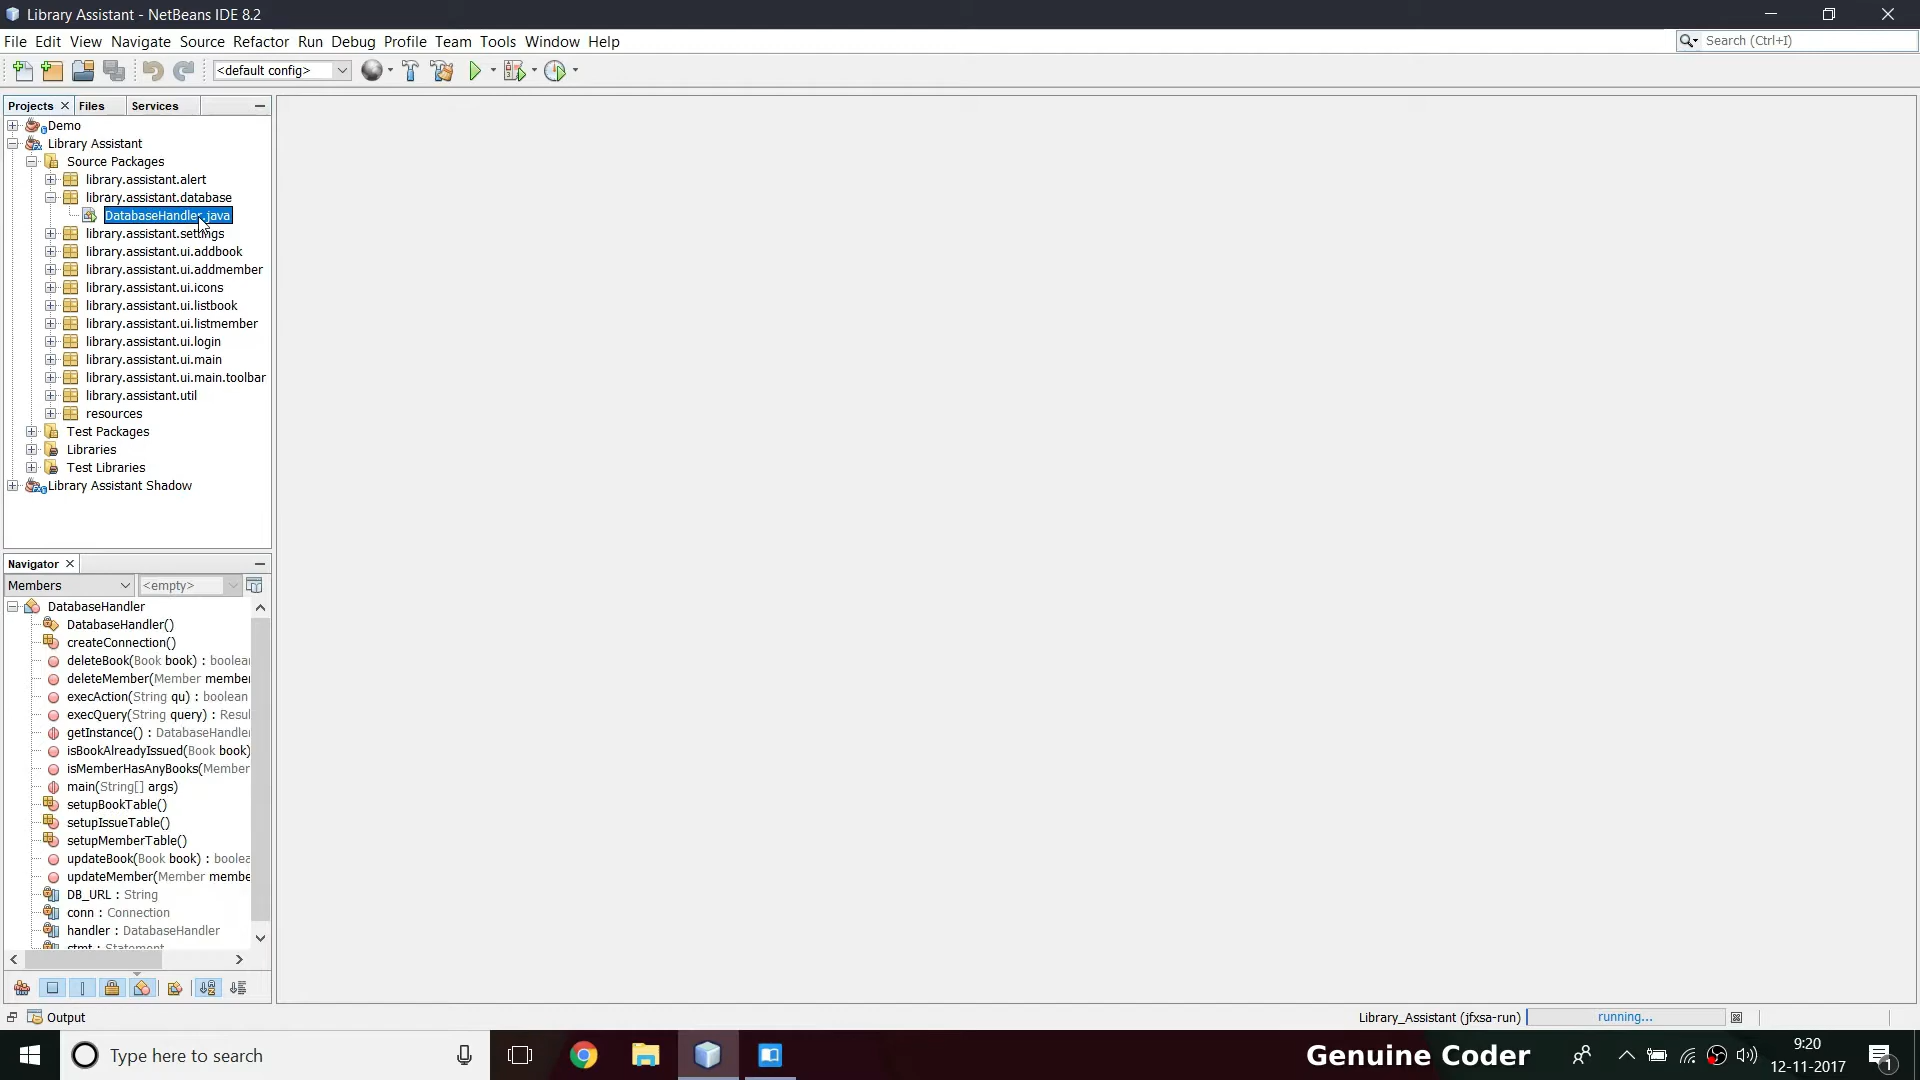 Library Assistant - NetBeans IDE 8.2
File Edit View Navigate Source Refactor Run Debug Profile Team Tools Window Help
Search (Ctrl+I)
<default config>
Projects Files Services
Demo
Library Assistant
Source Packages
library.assistant.alert
library.assistant.database
DatabaseHandler.java
library.assistant.settings
library.assistant.ui.addbook
library.assistant.ui.addmember
library.assistant.ui.icons
library.assistant.ui.listbook
library.assistant.ui.listmember
library.assistant.ui.login
library.assistant.ui.main
library.assistant.ui.main.toolbar
library.assistant.util
resources
Test Packages
Libraries
Test Libraries
Library Assistant Shadow
Navigator
Members <empty>
DatabaseHandler
DatabaseHandler()
createConnection()
deleteBook(Book book) : boolea
deleteMember(Member membe
execAction(String qu) : boolean
execQuery(String query) : Resul
getInstance() : DatabaseHandle
isBookAlreadyIssued(Book book)
isMemberHasAnyBooks(Member
main(String[] args)
setupBookTable()
setupIssueTable()
setupMemberTable()
updateBook(Book book) : boolea
updateMember(Member membe
DB_URL : String
conn : Connection
handler : DatabaseHandler
stmt : Statement
Output
Library_Assistant (jfxsa-run) running...
Type here to search
Genuine Coder
9:20
12-11-2017
1